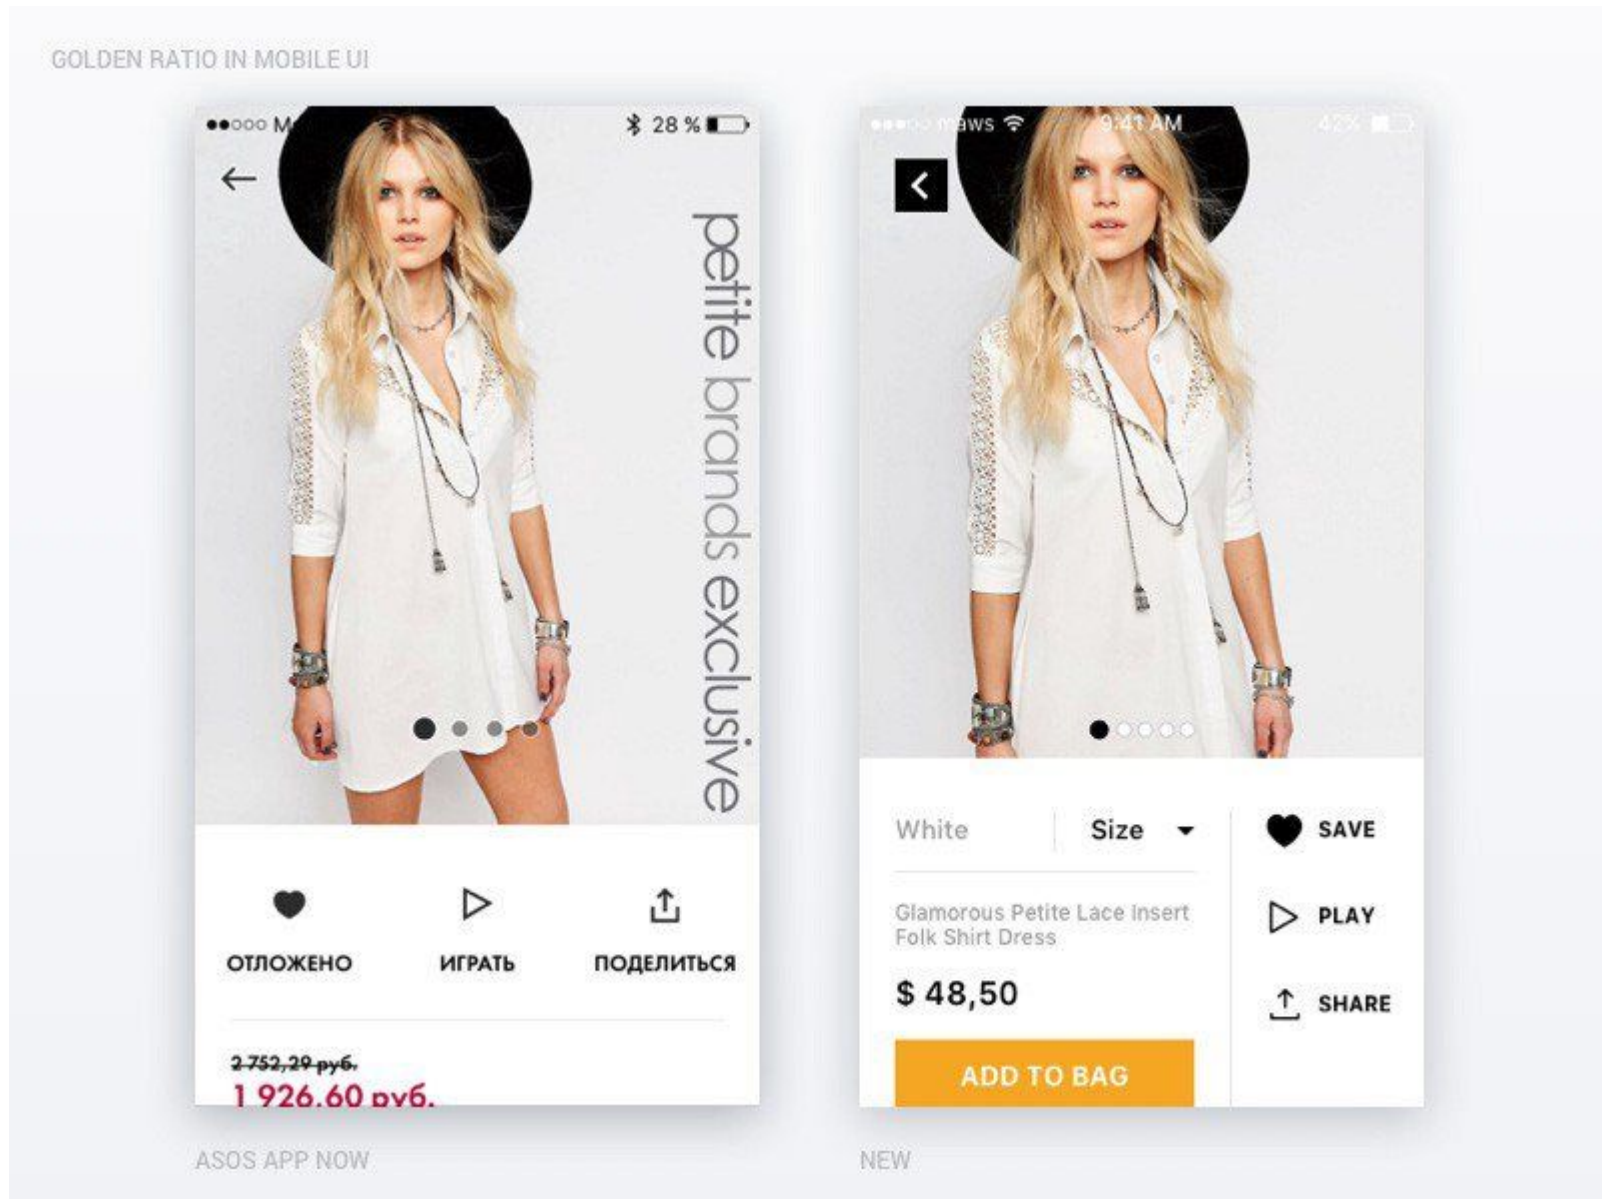 GOLDEN RATIO IN MOBILE UI
28 %
petite brands exclusive
ОТЛОЖЕНО
ИГРАТЬ
ПОДЕЛИТЬСЯ
2 752,29 руб.
1 926,60 руб.
ASOS APP NOW
maws
9:41 AM
42%
White
Size
SAVE
Glamorous Petite Lace Insert
Folk Shirt Dress
PLAY
$ 48,50
SHARE
ADD TO BAG
NEW